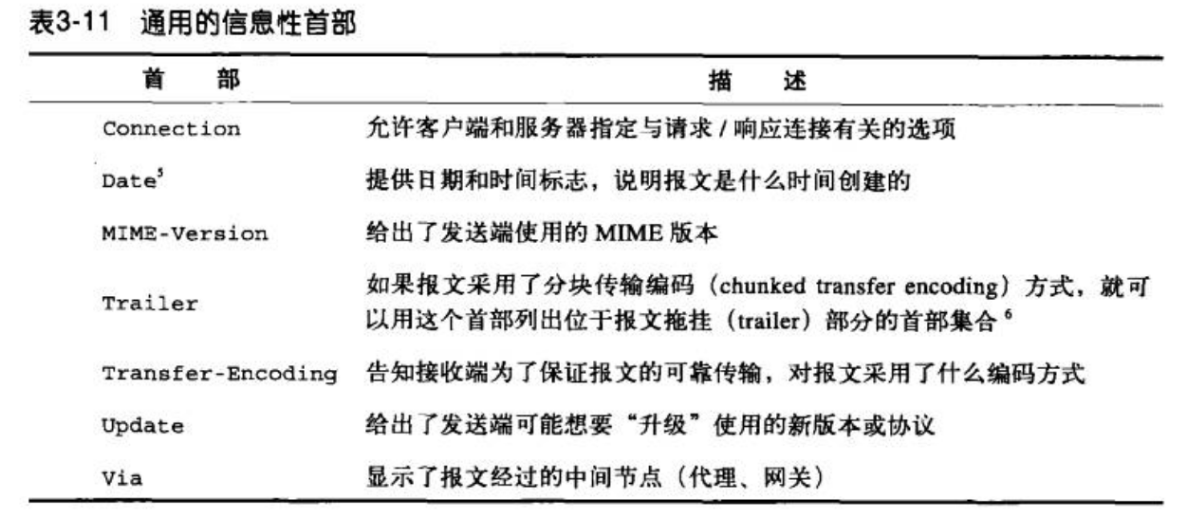 表3-11 通用的信息性首部
首 部 描 述
Connection 允许客户端和服务器指定与请求/响应连接有关的选项
Date⁵ 提供日期和时间标志，说明报文是什么时间创建的
MIME-Version 给出了发送端使用的 MIME 版本
Trailer 如果报文采用了分块传输编码（chunked transfer encoding）方式，就可
以用这个首部列出位于报文拖挂（trailer）部分的首部集合⁶
Transfer-Encoding 告知接收端为了保证报文的可靠传输，对报文采用了什么编码方式
Update 给出了发送端可能想要“升级”使用的新版本或协议
Via 显示了报文经过的中间节点（代理、网关）